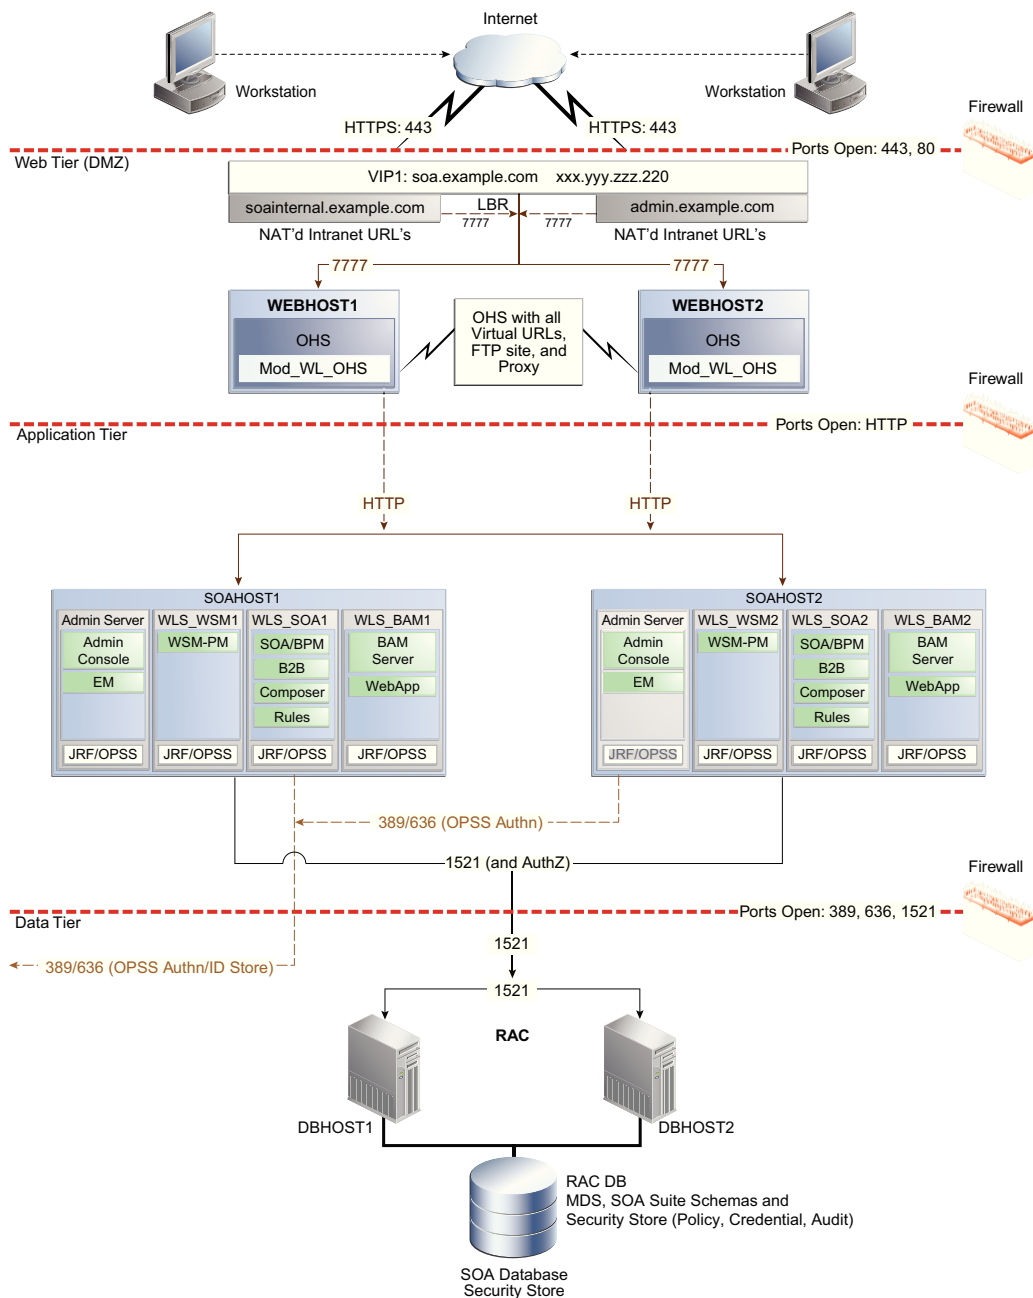 Internet
Workstation
Workstation
HTTPS: 443
HTTPS: 443
Firewall
Ports Open: 443, 80
Web Tier (DMZ)
VIP1: soa.example.com xxx.yyy.zzz.220
soainternal.example.com
LBR
admin.example.com
7777
7777
NAT'd Intranet URL's
NAT'd Intranet URL's
7777
7777
WEBHOST1
OHS
Mod_WL_OHS
OHS with all
Virtual URLs,
FTP site, and
Proxy
WEBHOST2
OHS
Mod_WL_OHS
Firewall
Ports Open: HTTP
Application Tier
HTTP
HTTP
SOAHOST1
Admin Server
Admin
Console
EM
JRF/OPSS
WLS_WSM1
WSM-PM
JRF/OPSS
WLS_SOA1
SOA/BPM
B2B
Composer
Rules
JRF/OPSS
WLS_BAM1
BAM
Server
WebApp
JRF/OPSS
SOAHOST2
Admin Server
Admin
Console
EM
JRF/OPSS
WLS_WSM2
WSM-PM
JRF/OPSS
WLS_SOA2
SOA/BPM
B2B
Composer
Rules
JRF/OPSS
WLS_BAM2
BAM
Server
WebApp
JRF/OPSS
389/636 (OPSS Authn)
1521 (and AuthZ)
Firewall
Ports Open: 389, 636, 1521
Data Tier
1521
389/636 (OPSS Authn/ID Store)
1521
RAC
DBHOST1
DBHOST2
RAC DB
MDS, SOA Suite Schemas and
Security Store (Policy, Credential, Audit)
SOA Database
Security Store